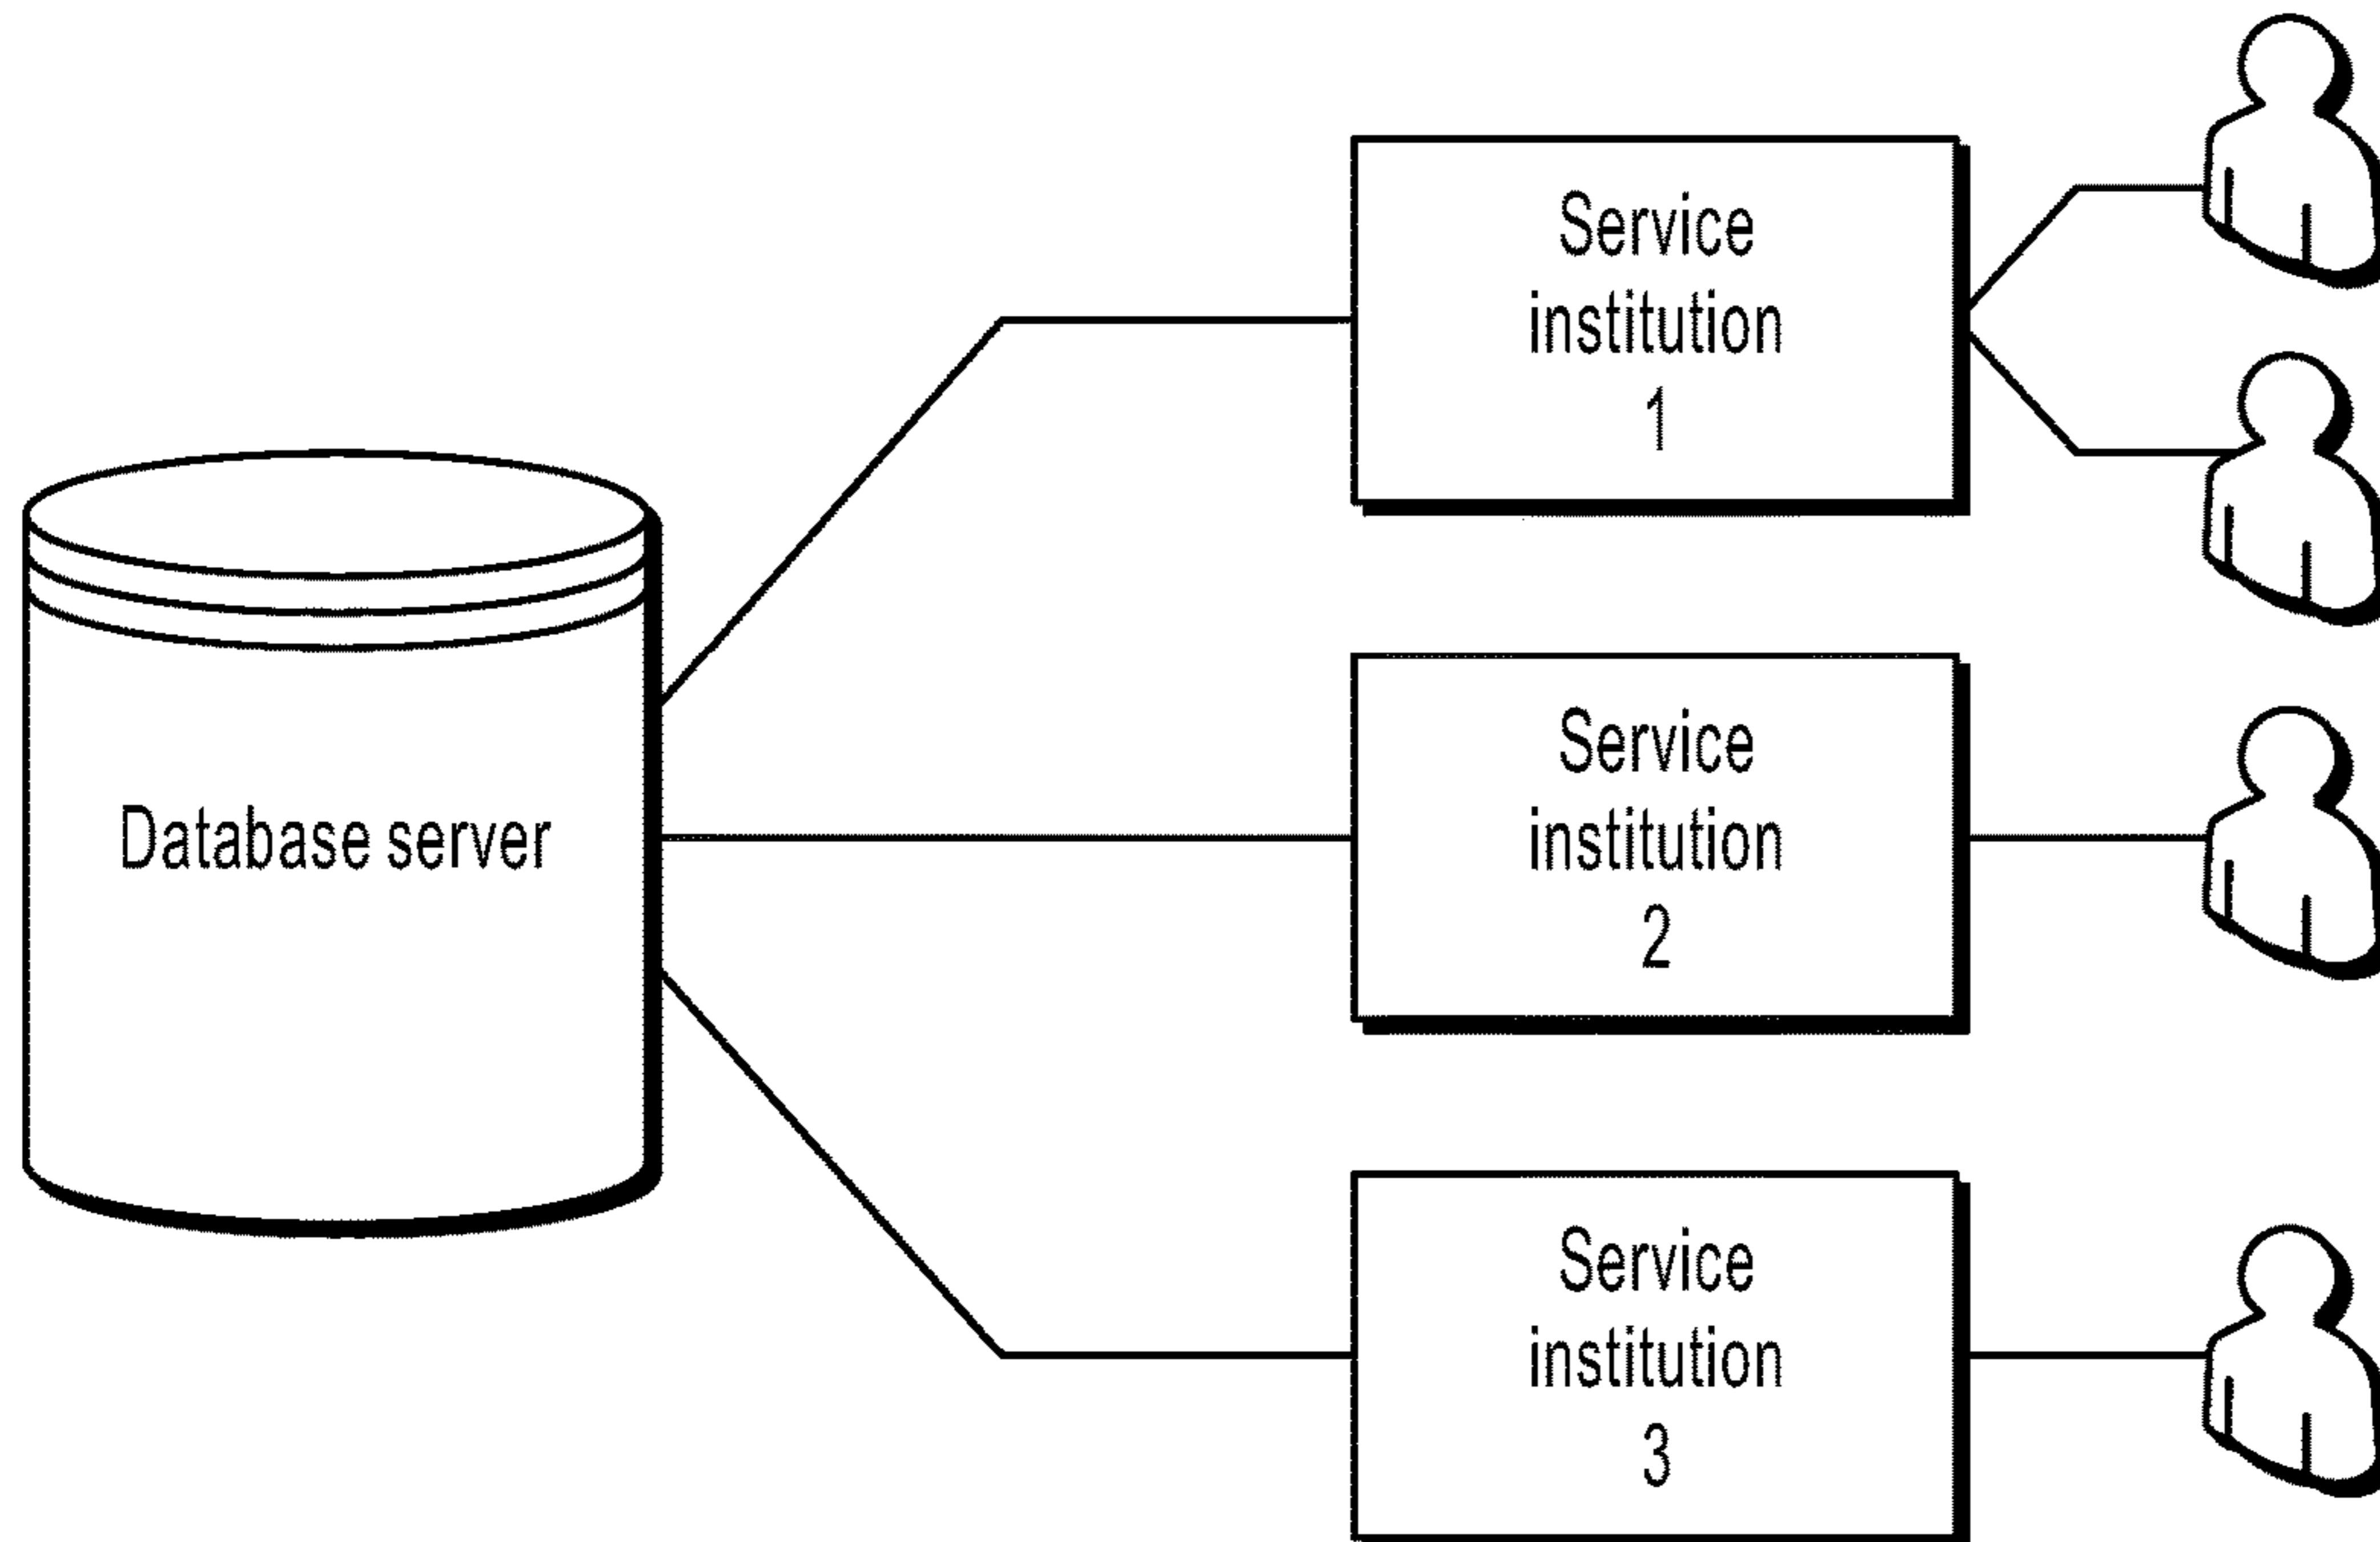 Service
institution
1
Database server
Service
institution
2
Service
institution
3